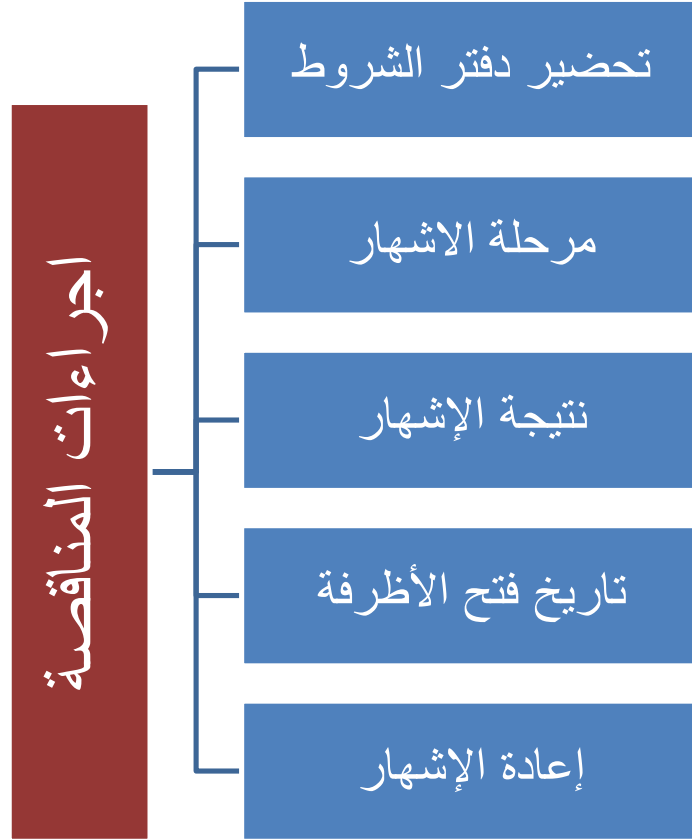 اجراءات المناقصة
تحضير دفتر الشروط
مرحلة الاشهار
نتيجة الإشهار
تاريخ فتح الأظرفة
إعادة الإشهار